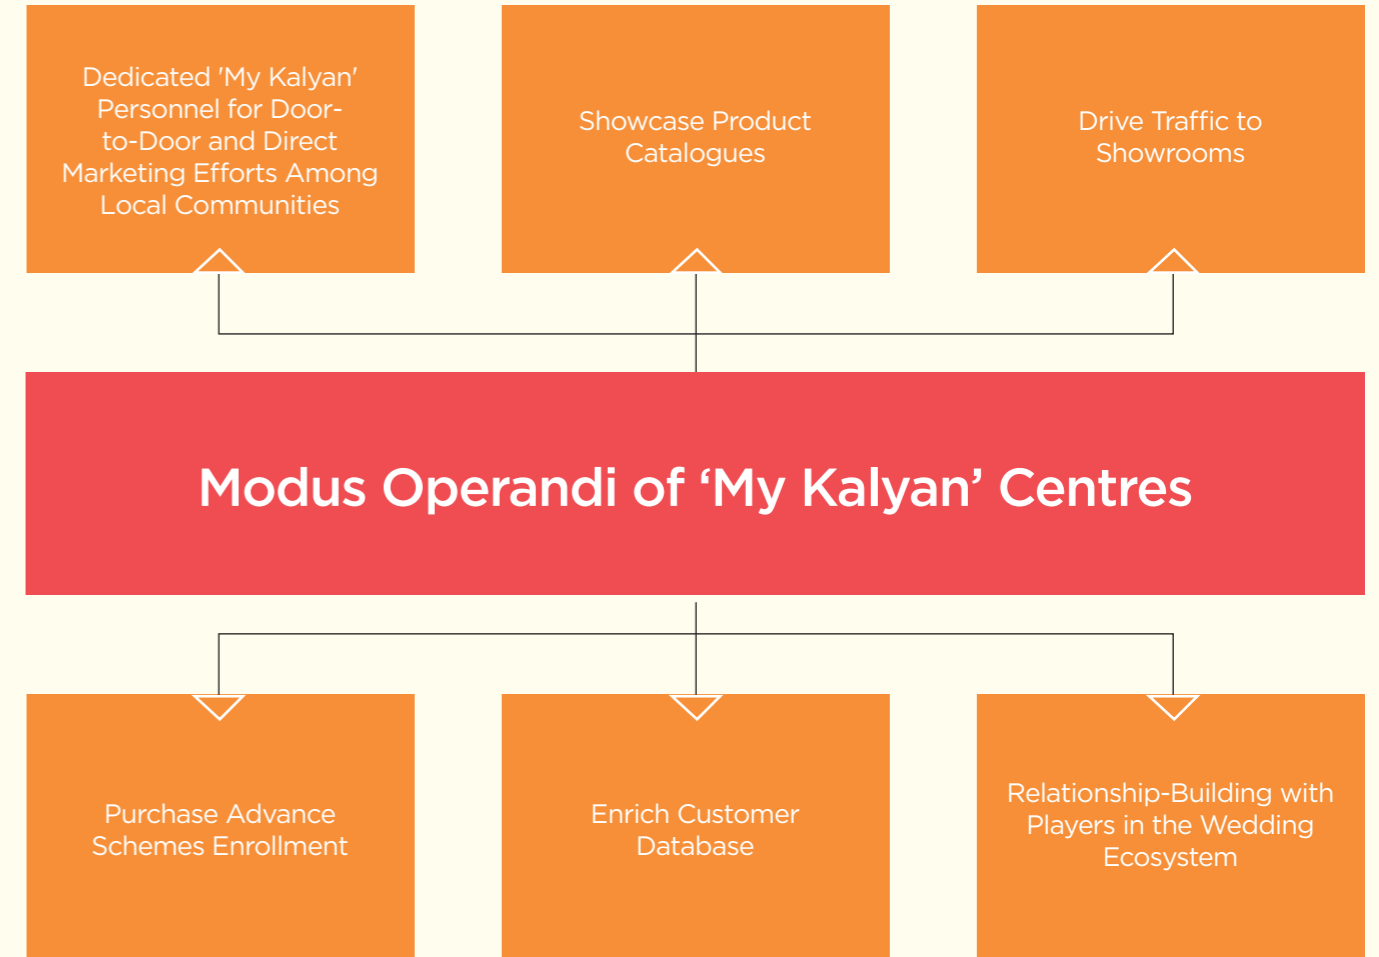 Dedicated 'My Kalyan'
Personnel for Door-
to-Door and Direct
Marketing Efforts Among
Local Communities
Showcase Product
Catalogues
Drive Traffic to
Showrooms
Modus Operandi of ‘My Kalyan’ Centres
Purchase Advance
Schemes Enrollment
Enrich Customer
Database
Relationship-Building with
Players in the Wedding
Ecosystem